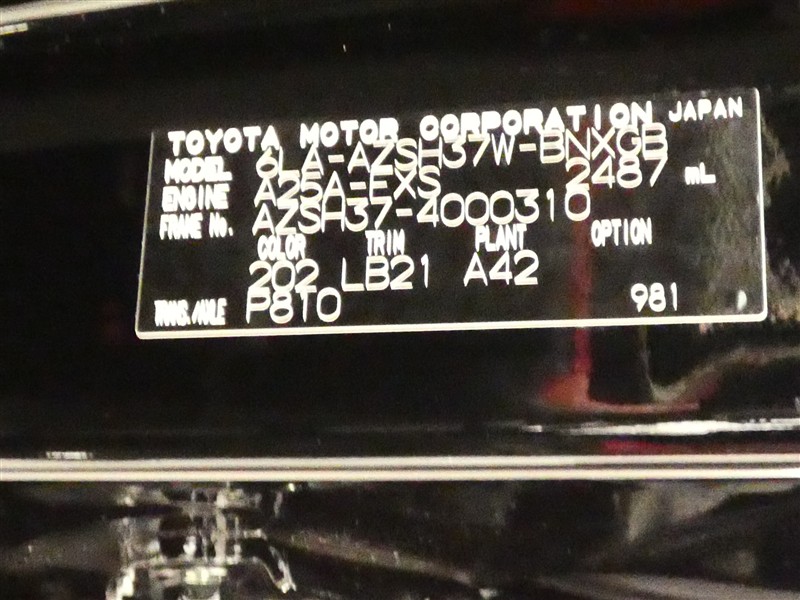 TOYOTA MOTOR CORPORATION JAPAN
MODEL 6LA-AZSH37W-BNXGB
ENGINE A25A-FXS 2487 mL
FRAME No. AZSH37-4000310
COLOR TRIM PLANT OPTION
202 LB21 A42
TRANS./AXLE P810 981